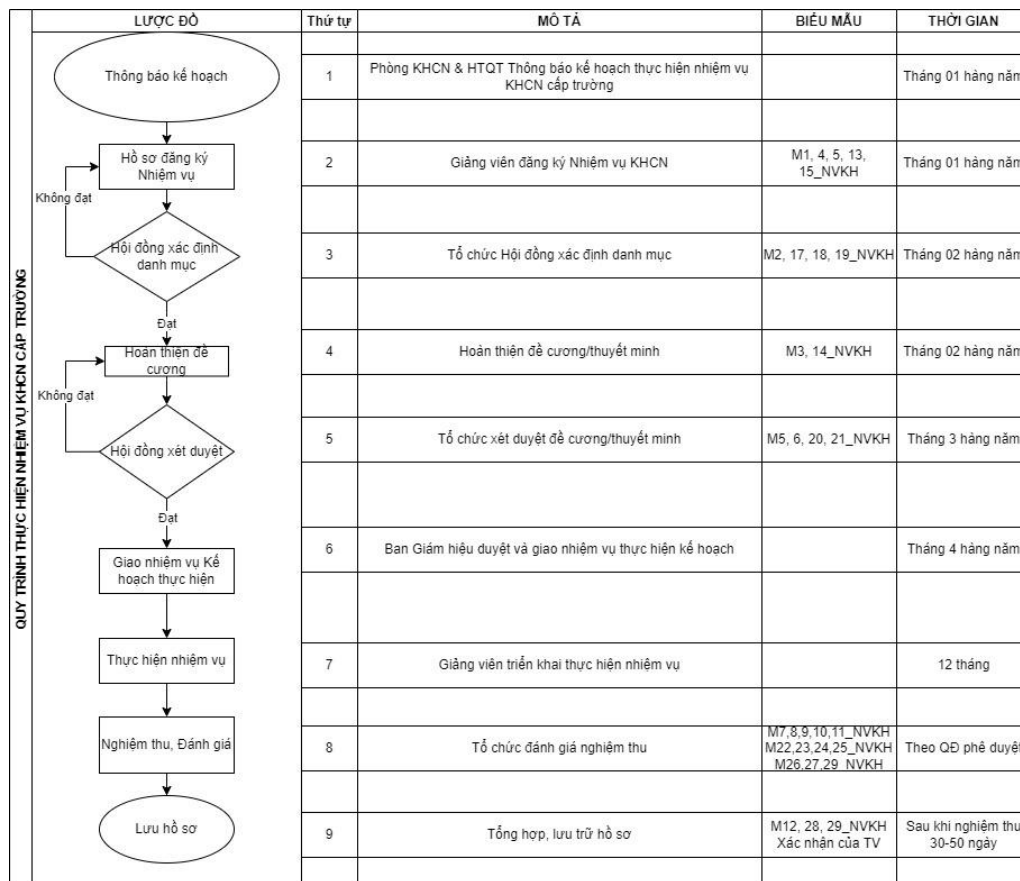 QUY TRÌNH THỰC HIỆN NHIỆM VỤ KHCN CẤP TRƯỜNG
LƯỢC ĐỒ
Thứ tự
MÔ TẢ
BIỂU MẪU
THỜI GIAN
Thông báo kế hoạch
1
Phòng KHCN & HTQT Thông báo kế hoạch thực hiện nhiệm vụ
KHCN cấp trường
Tháng 01 hàng năm
Hồ sơ đăng ký
Nhiệm vụ
2
Giảng viên đăng ký Nhiệm vụ KHCN
M1, 4, 5, 13,
15_NVKH
Tháng 01 hàng năm
Không đạt
Hội đồng xác định
danh mục
3
Tổ chức Hội đồng xác định danh mục
M2, 17, 18, 19_NVKH
Tháng 02 hàng năm
Đạt
Hoàn thiện đề
cương
4
Hoàn thiện đề cương/thuyết minh
M3, 14_NVKH
Tháng 02 hàng năm
Không đạt
Hội đồng xét duyệt
5
Tổ chức xét duyệt đề cương/thuyết minh
M5, 6, 20, 21_NVKH
Tháng 3 hàng năm
Đạt
Giao nhiệm vụ Kế
hoạch thực hiện
6
Ban Giám hiệu duyệt và giao nhiệm vụ thực hiện kế hoạch
Tháng 4 hàng năm
Thực hiện nhiệm vụ
7
Giảng viên triển khai thực hiện nhiệm vụ
12 tháng
Nghiệm thu, Đánh giá
8
Tổ chức đánh giá nghiệm thu
M7,8,9,10,11_NVKH
M22,23,24,25_NVKH
M26,27,29_NVKH
Theo QĐ phê duyệt
Lưu hồ sơ
9
Tổng hợp, lưu trữ hồ sơ
M12, 28, 29_NVKH
Xác nhận của TV
Sau khi nghiệm thu
30-50 ngày